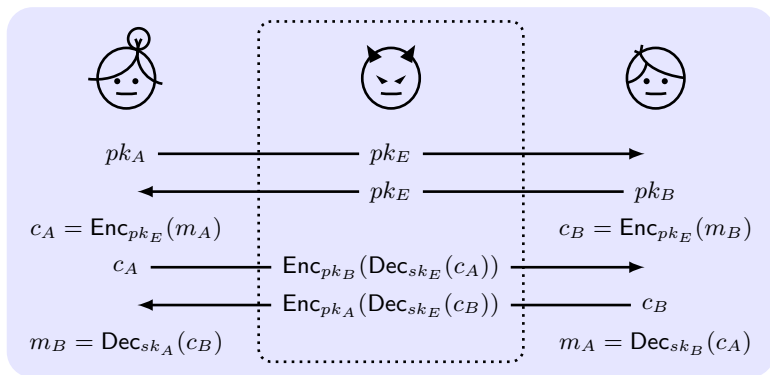 pk_A pk_E
pk_E pk_B
c_A = Enc_{pk_E}(m_A) c_B = Enc_{pk_E}(m_B)
c_A Enc_{pk_B}(Dec_{sk_E}(c_A))
Enc_{pk_A}(Dec_{sk_E}(c_B)) c_B
m_B = Dec_{sk_A}(c_B) m_A = Dec_{sk_B}(c_A)